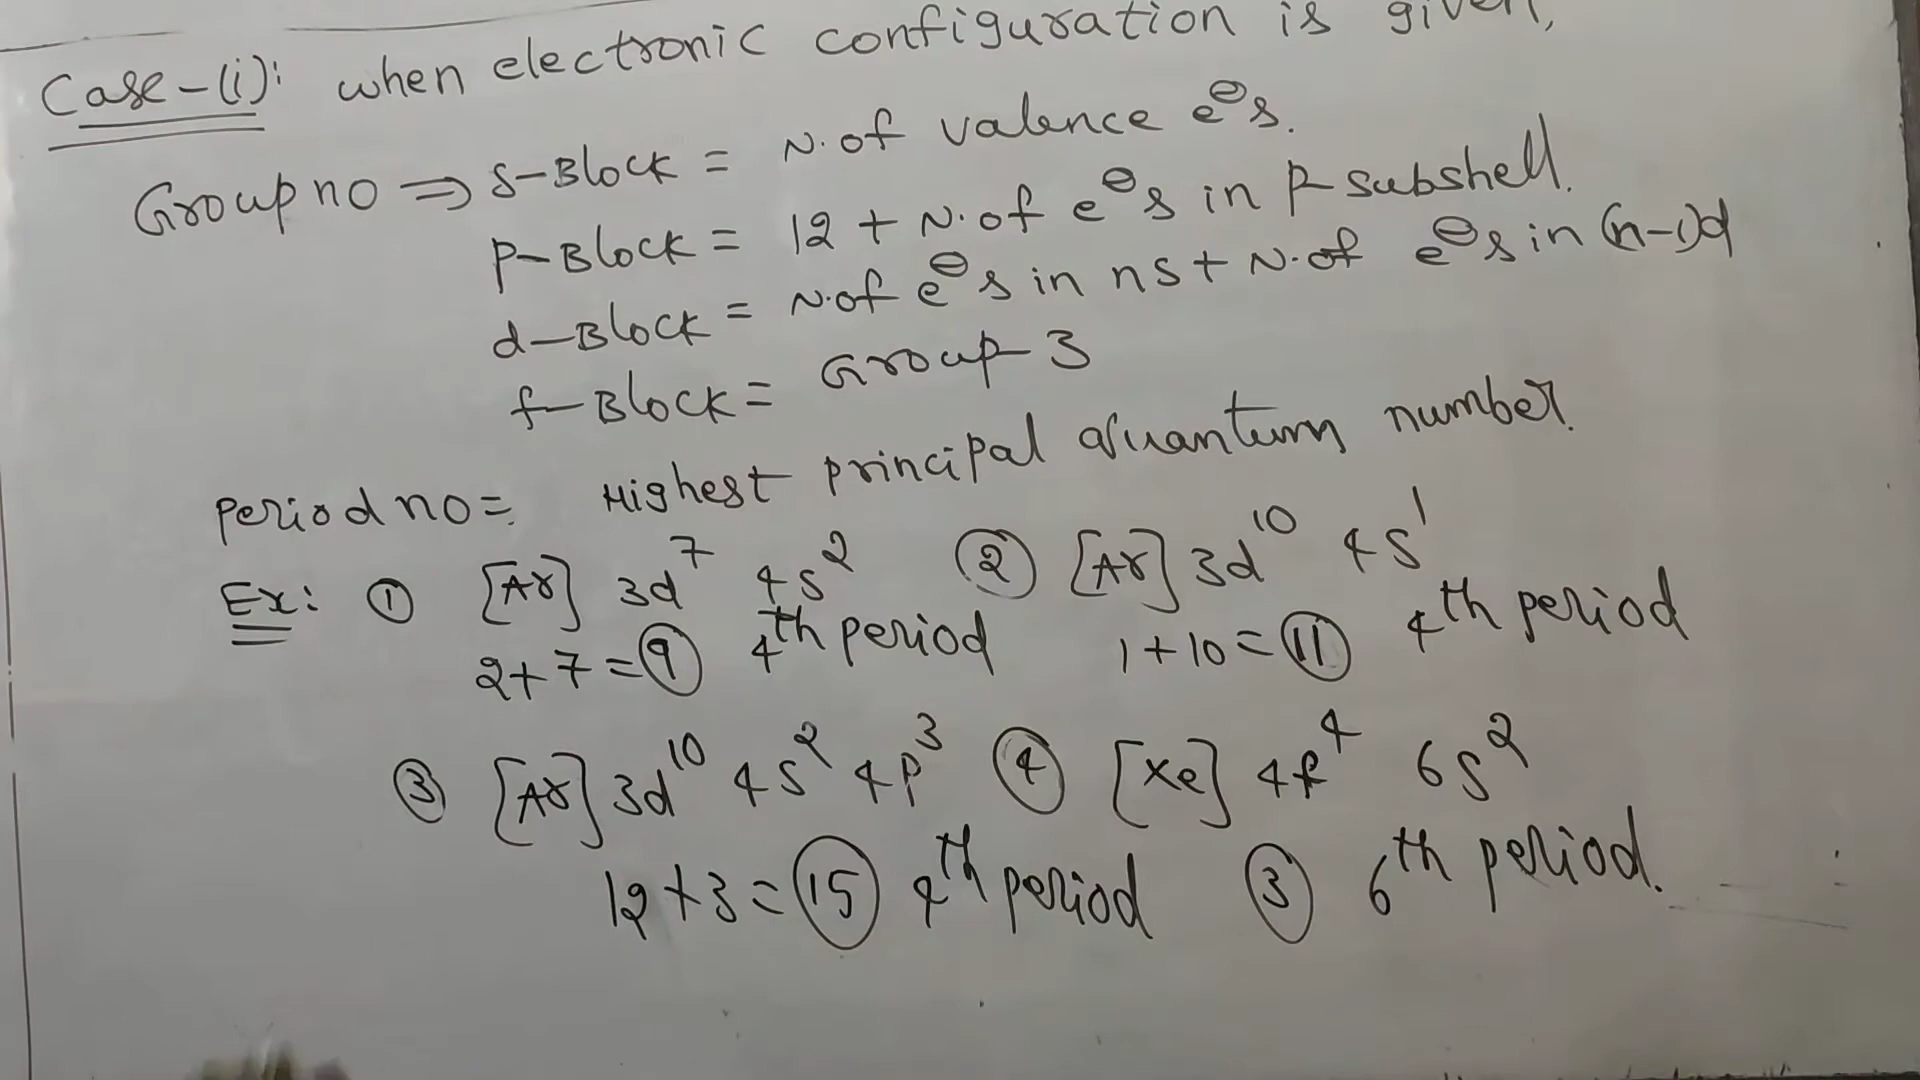 Case-(i): when electronic configuration is given,
Group no ⇒ s-Block = N.of valence e⊖s.
p-Block = 12 + N.of e⊖s in p-subshell.
d-Block = N.of e⊖s in ns + N.of e⊖s in (n-1)d
f-Block = Group-3
period no = Highest principal Quantum number.
Ex: ① [Ar] 3d⁷ 4s² ② [Ar] 3d¹⁰ 4s¹
2+7=⑨ 4th period 1+10=⑪ 4th period
③ [Ar] 3d¹⁰ 4s² 4p³ ④ [Xe] 4f⁴ 6s²
12+3=⑮ 4th period ③ 6th period.